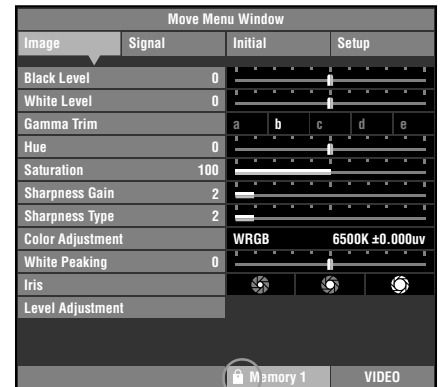 Move Menu Window
Image Signal Initial Setup
Black Level 0
White Level 0
Gamma Trim a b c d e
Hue 0
Saturation 100
Sharpness Gain 2
Sharpness Type 2
Color Adjustment WRGB 6500K ±0.000uv
White Peaking 0
Iris
Level Adjustment
Memory 1 VIDEO